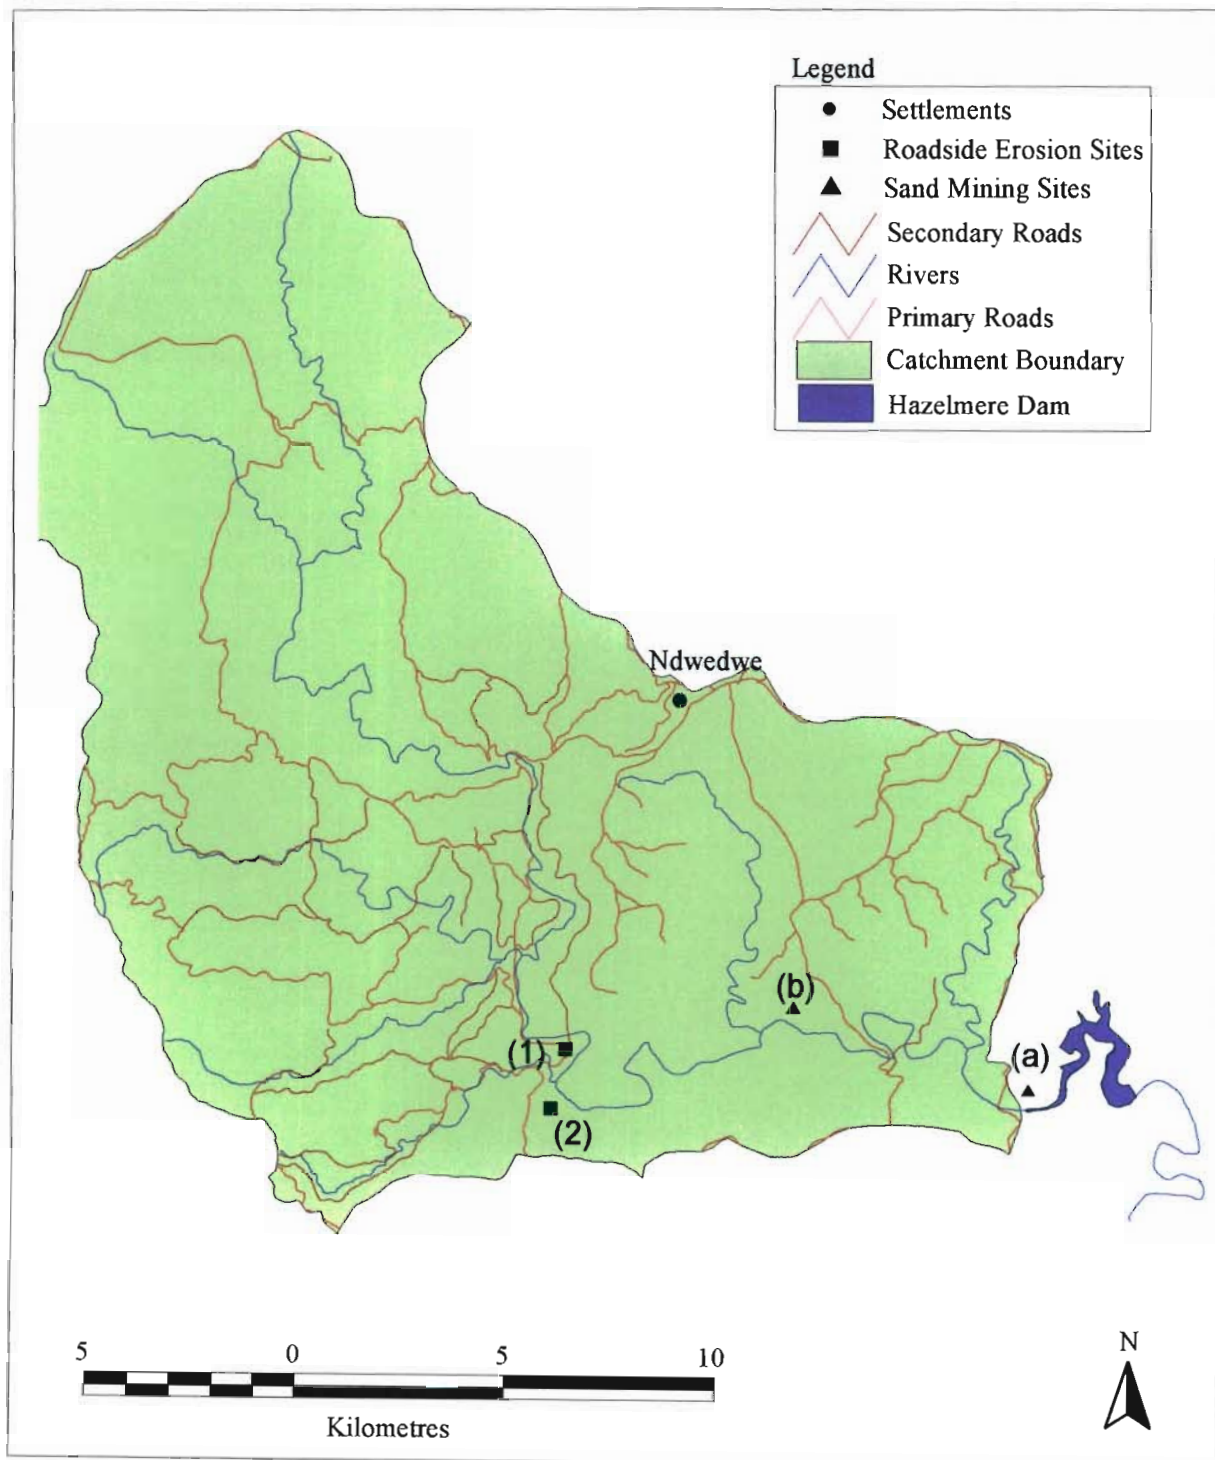 Legend
Settlements
Roadside Erosion Sites
Sand Mining Sites
Secondary Roads
Rivers
Primary Roads
Catchment Boundary
Hazelmere Dam
Ndwedwe
(b)
(1)
(a)
(2)
5 0 5 10
Kilometres
N